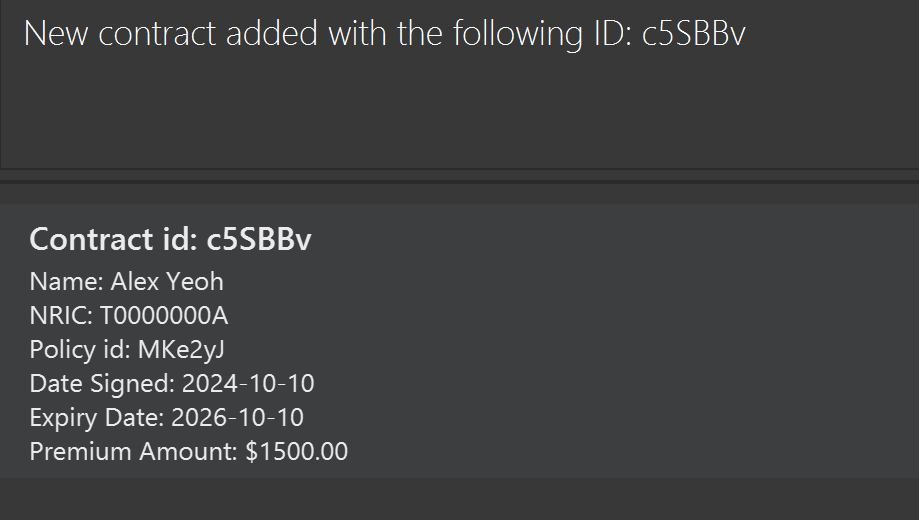 New contract added with the following ID: c5SBBv
Contract id: c5SBBv
Name: Alex Yeoh
NRIC: T0000000A
Policy id: MKe2yJ
Date Signed: 2024-10-10
Expiry Date: 2026-10-10
Premium Amount: $1500.00